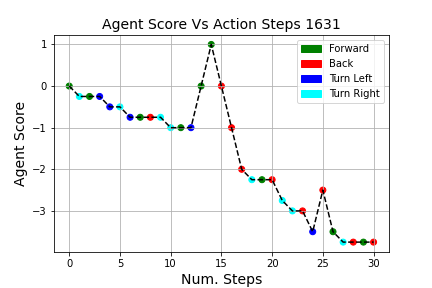 Agent Score Vs Action Steps 1631
Forward
Back
Turn Left
Turn Right
Agent Score
1
0
−1
−2
−3
0 5 10 15 20 25 30
Num. Steps